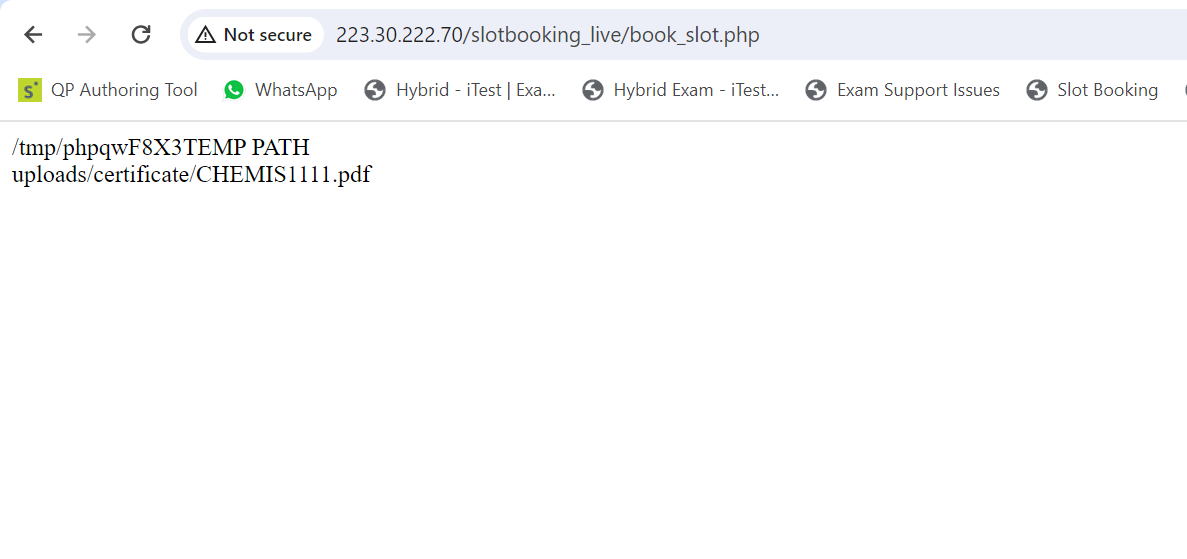 Not secure 223.30.222.70/slotbooking_live/book_slot.php
QP Authoring Tool WhatsApp Hybrid - iTest | Exa... Hybrid Exam - iTest... Exam Support Issues Slot Booking
/tmp/phpqwF8X3TEMP PATH
uploads/certificate/CHEMIS1111.pdf